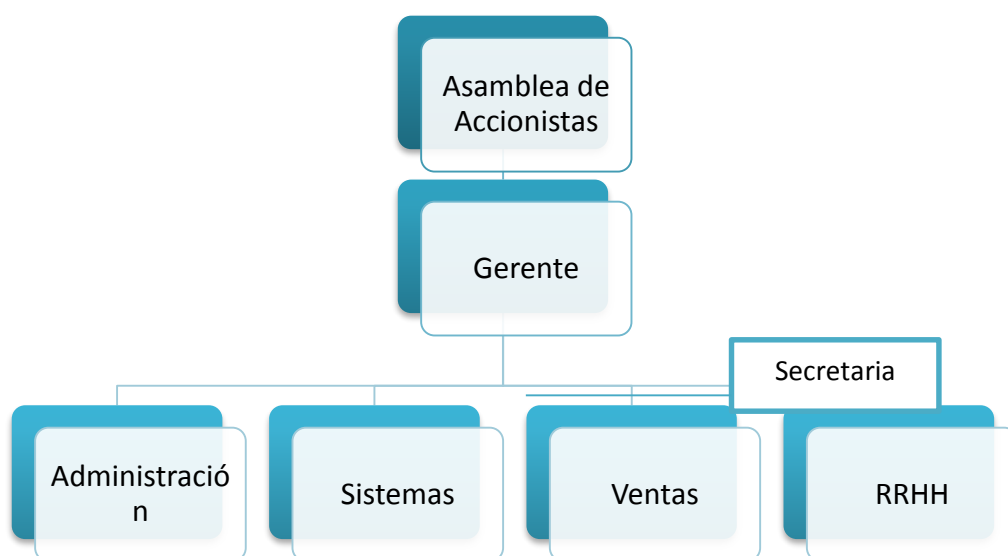 Asamblea de
Accionistas
Gerente
Secretaria
Administració
n
Sistemas
Ventas
RRHH